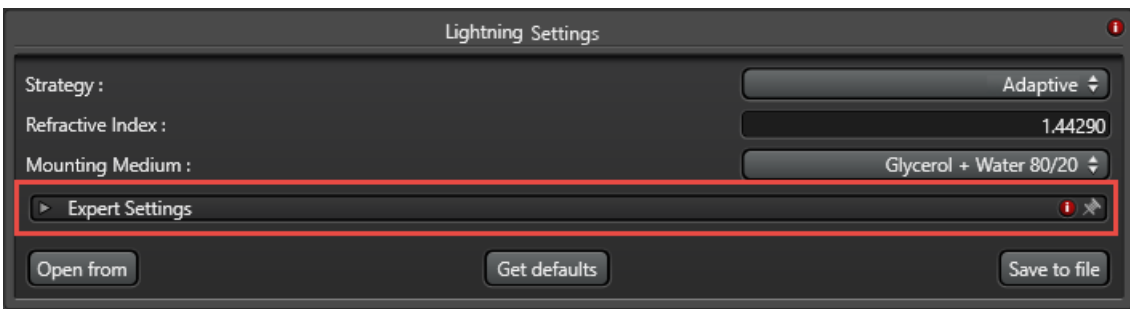 Lightning Settings
Strategy : Adaptive
Refractive Index : 1.44290
Mounting Medium : Glycerol + Water 80/20
Expert Settings
Open from Get defaults Save to file